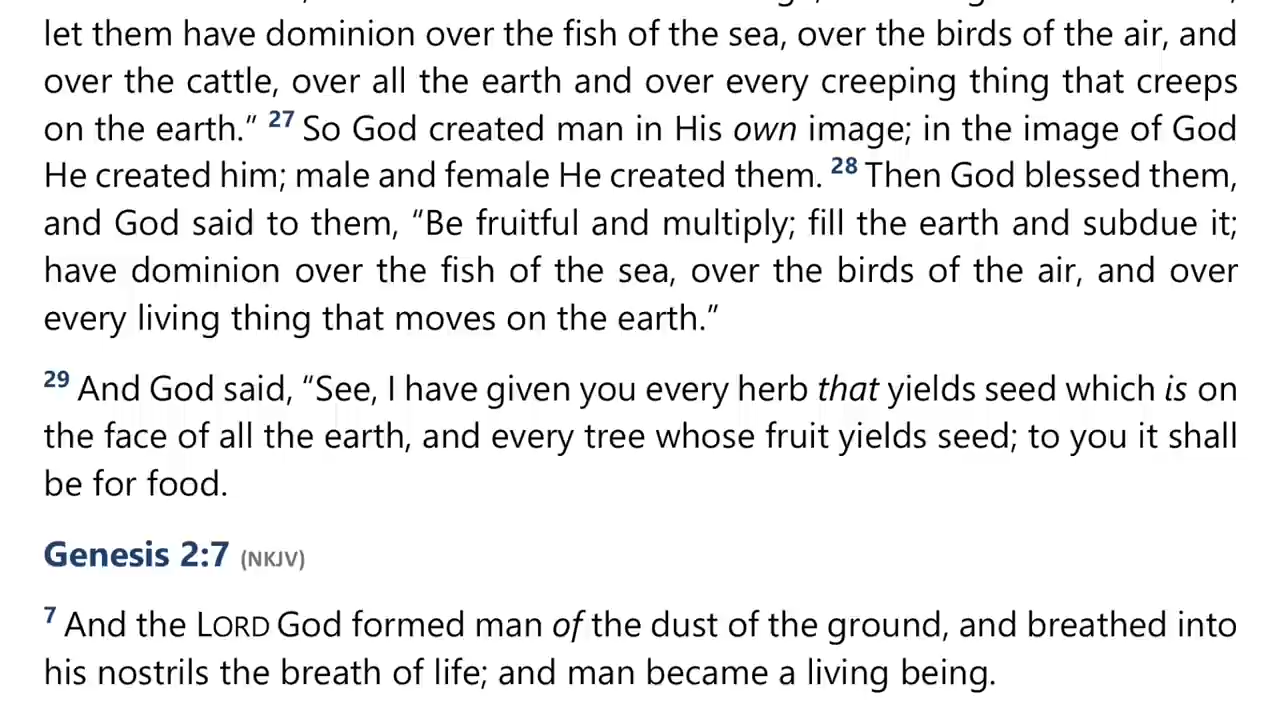 let them have dominion over the fish of the sea, over the birds of the air, and
over the cattle, over all the earth and over every creeping thing that creeps
on the earth.” 27 So God created man in His own image; in the image of God
He created him; male and female He created them. 28 Then God blessed them,
and God said to them, “Be fruitful and multiply; fill the earth and subdue it;
have dominion over the fish of the sea, over the birds of the air, and over
every living thing that moves on the earth.”
29 And God said, “See, I have given you every herb that yields seed which is on
the face of all the earth, and every tree whose fruit yields seed; to you it shall
be for food.
Genesis 2:7 (NKJV)
7 And the LORD God formed man of the dust of the ground, and breathed into
his nostrils the breath of life; and man became a living being.